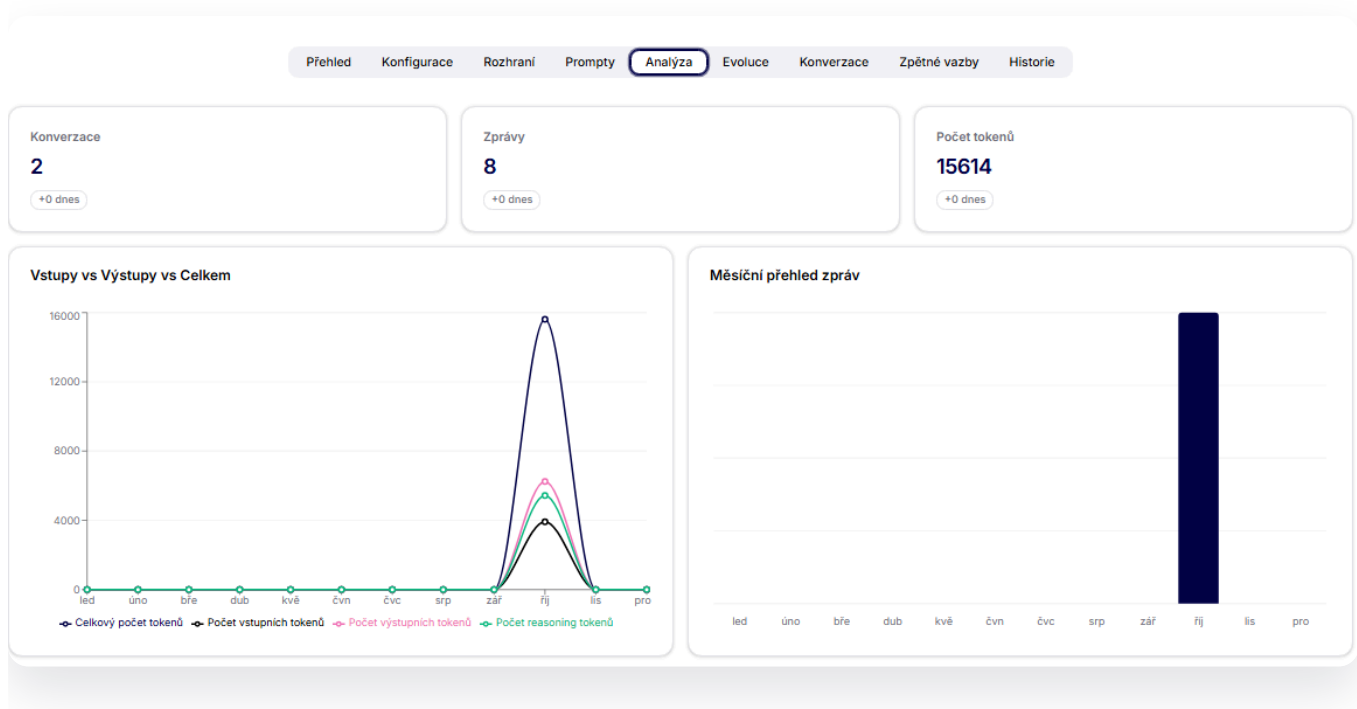 Přehled Konfigurace Rozhraní Prompty Analýza Evoluce Konverzace Zpětné vazby Historie
Konverzace
2
+0 dnes
Zprávy
8
+0 dnes
Počet tokenů
15614
+0 dnes
Vstupy vs Výstupy vs Celkem
16000
12000
8000
4000
0
led úno bře dub kvě čvn čvc srp zář říj lis pro
Celkový počet tokenů Počet vstupních tokenů Počet výstupních tokenů Počet reasoning tokenů
Měsíční přehled zpráv
led úno bře dub kvě čvn čvc srp zář říj lis pro